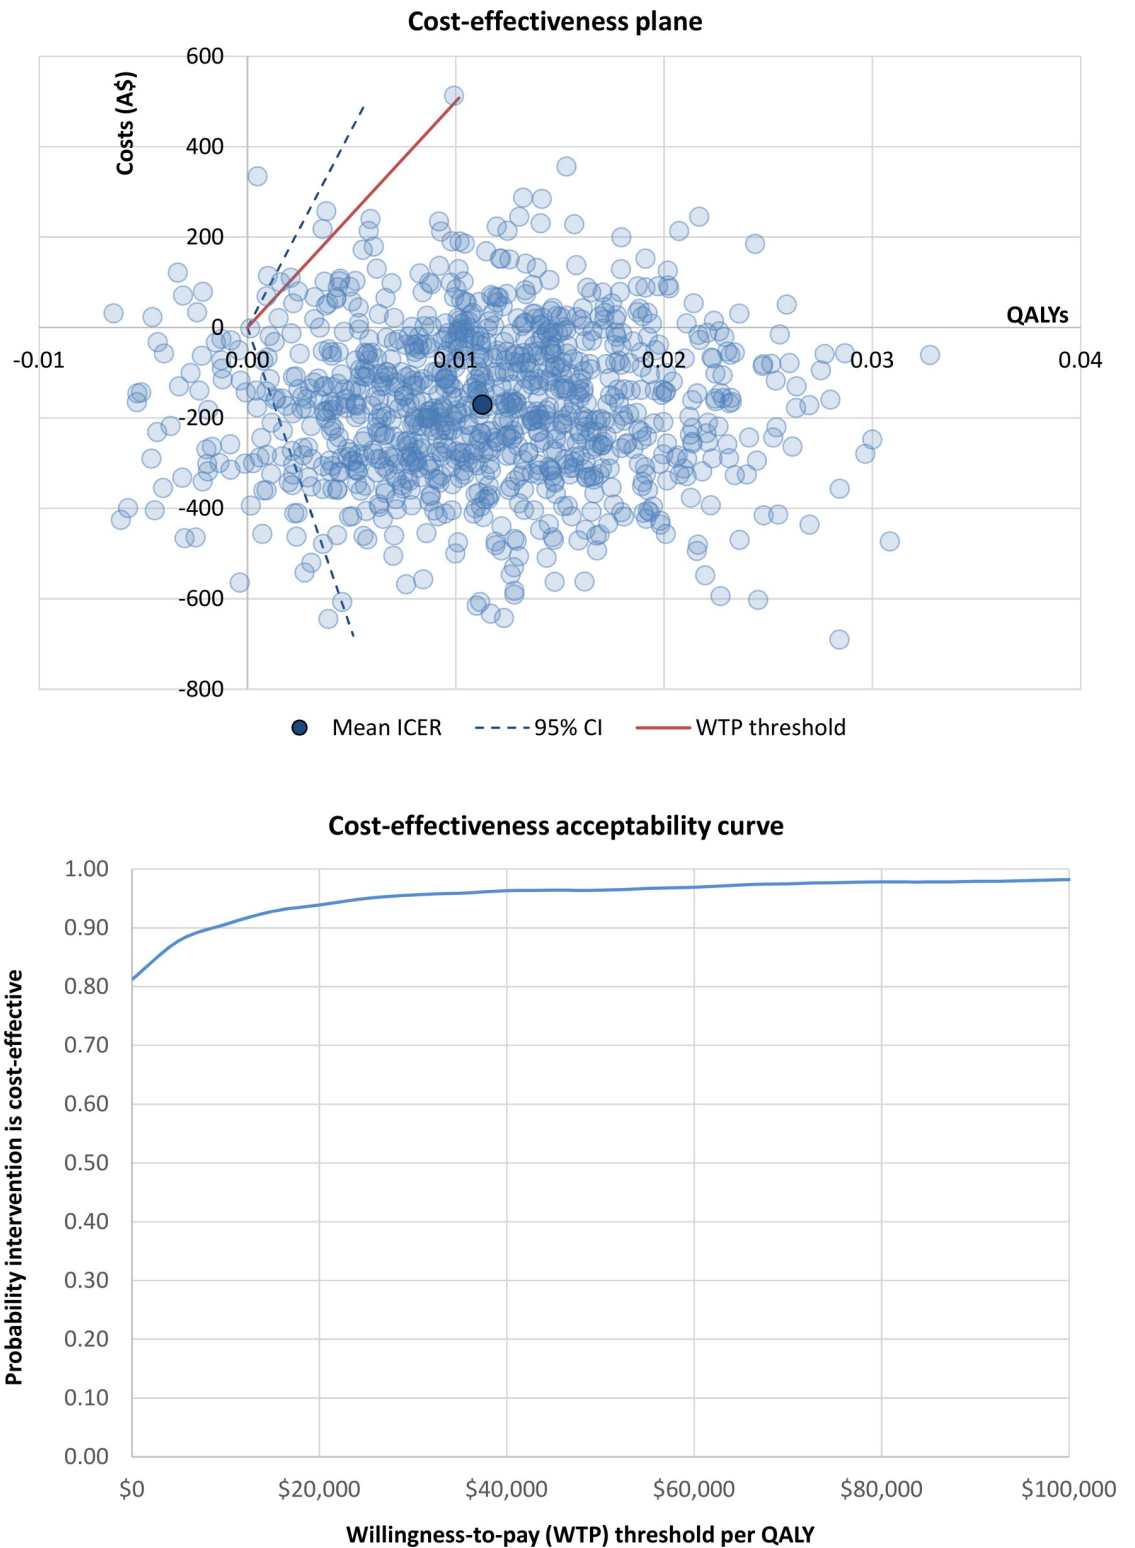 Cost-effectiveness plane
Costs (A$)
600
400
200
0
-200
-400
-600
-800
QALYs
-0.01 0.00 0.01 0.02 0.03 0.04
Mean ICER 95% CI WTP threshold
Cost-effectiveness acceptability curve
Probability intervention is cost-effective
1.00
0.90
0.80
0.70
0.60
0.50
0.40
0.30
0.20
0.10
0.00
$0 $20,000 $40,000 $60,000 $80,000 $100,000
Willingness-to-pay (WTP) threshold per QALY